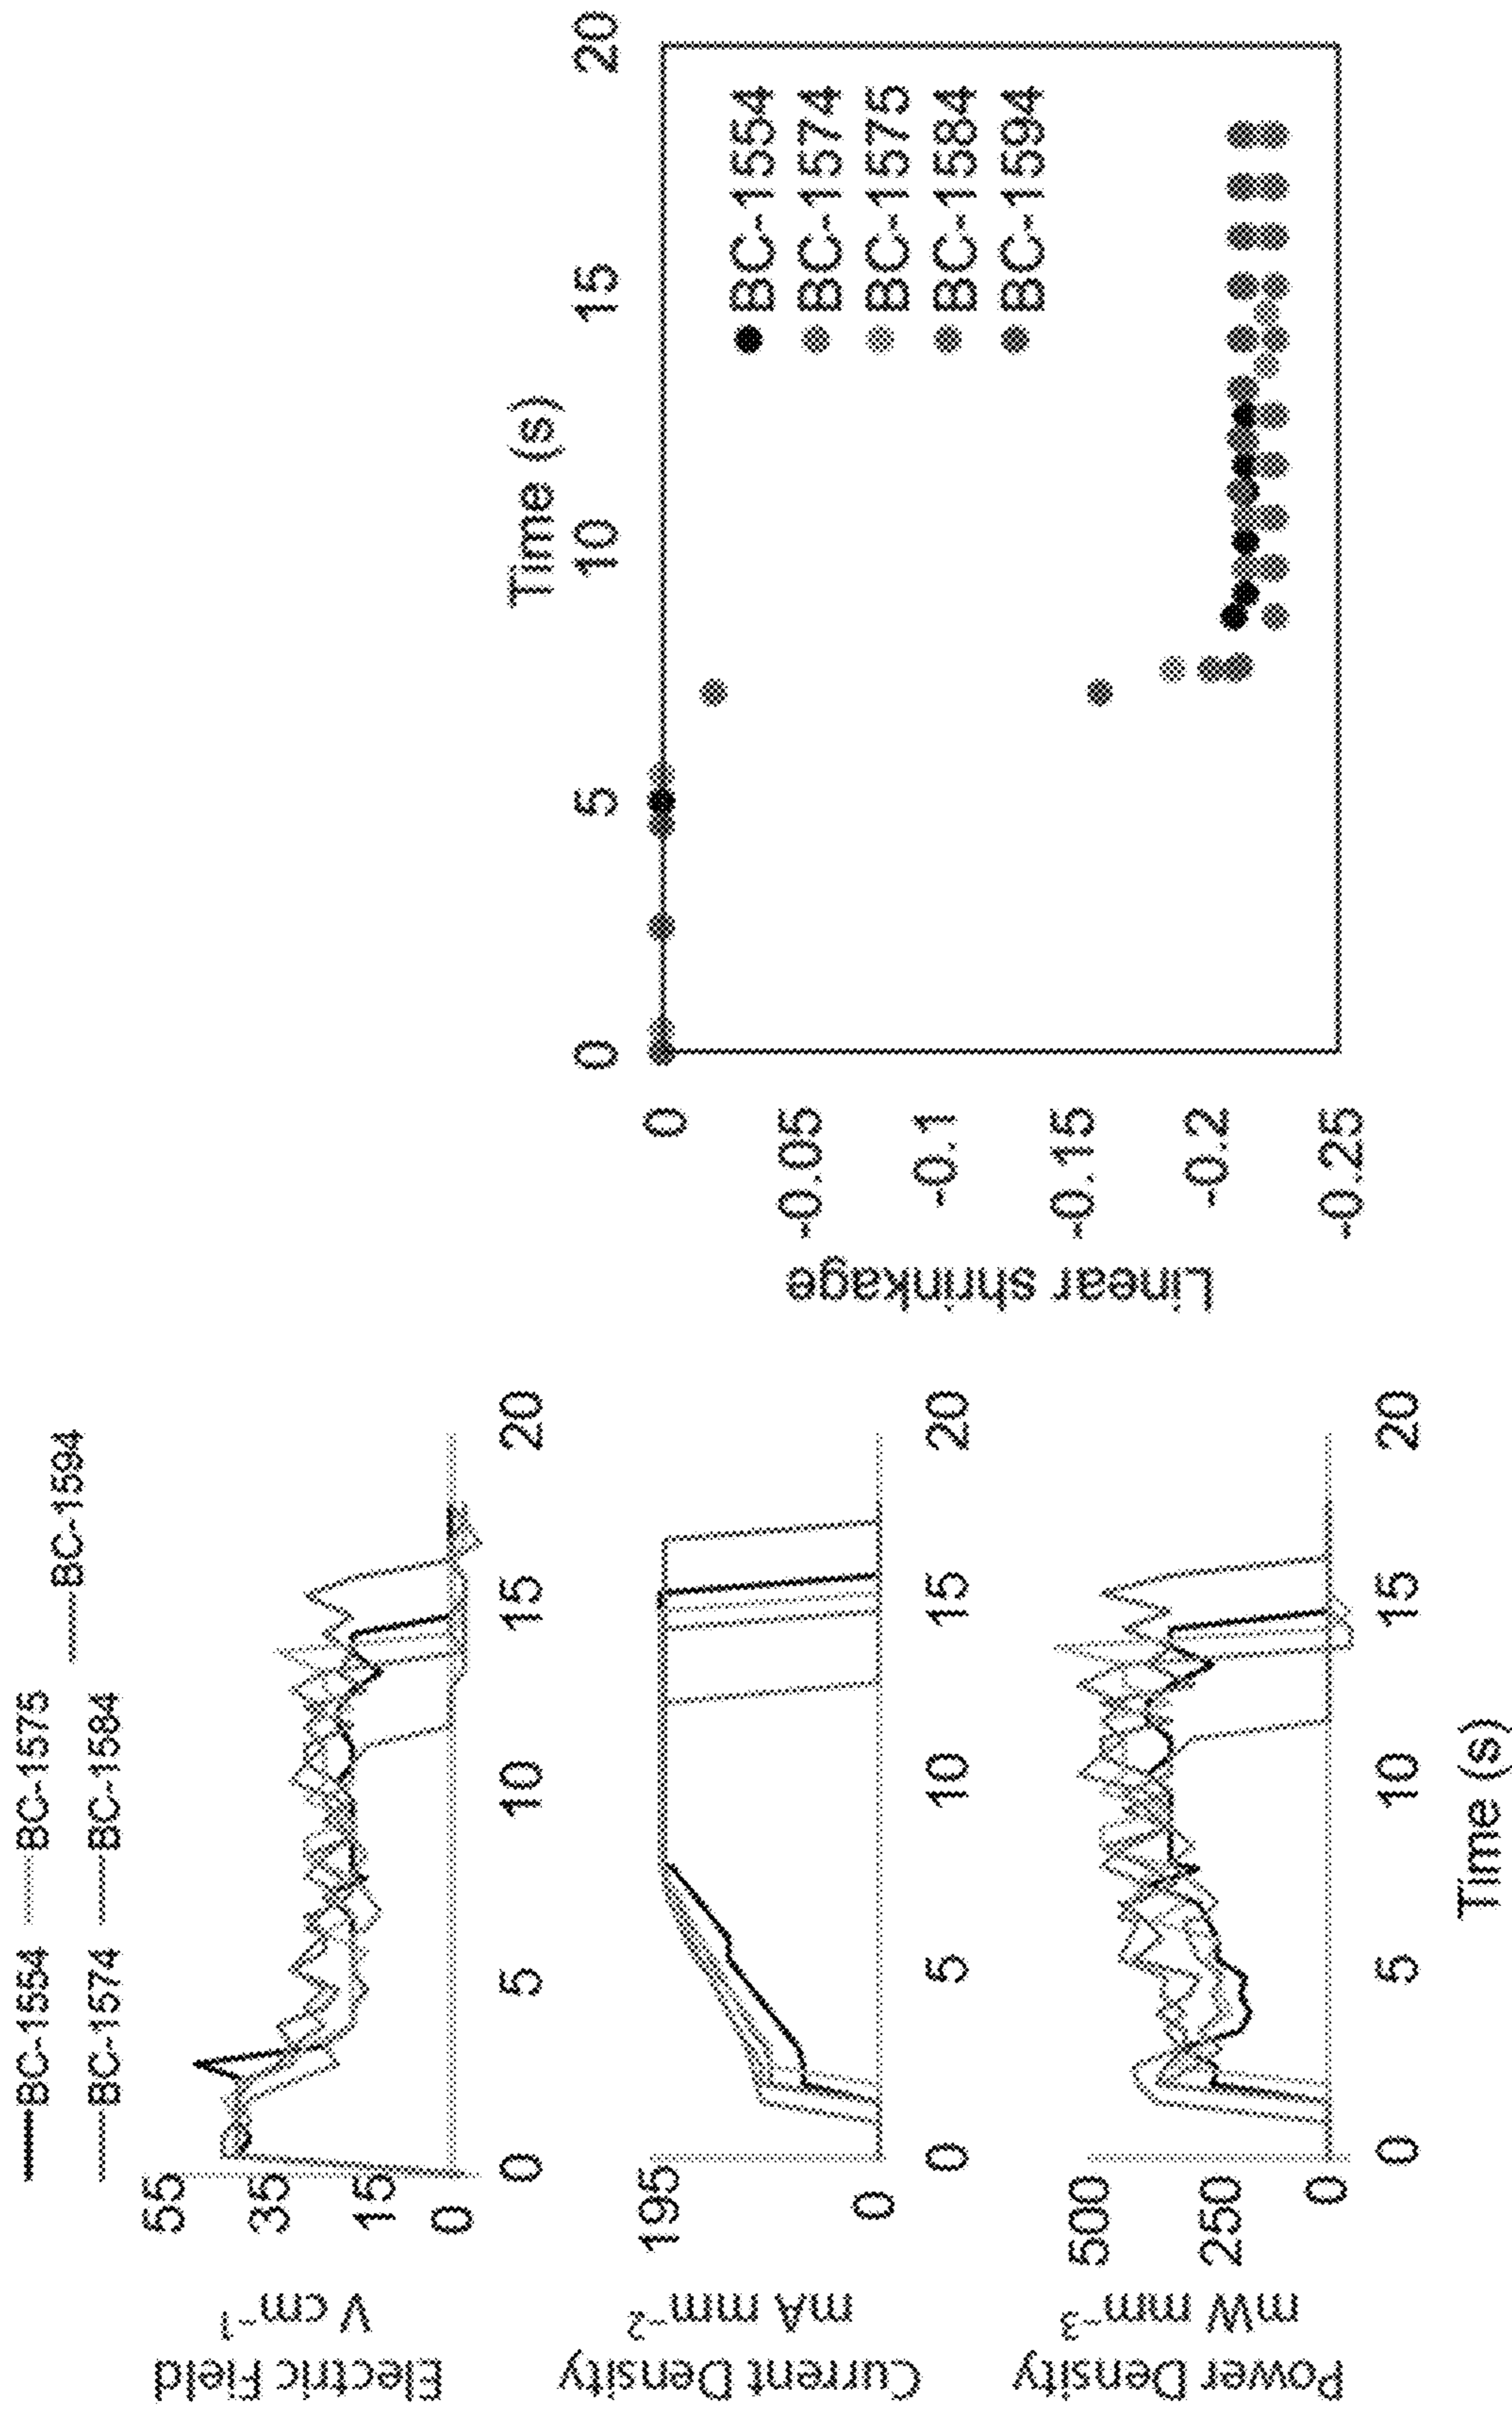 BC-1554 BC-1575
BC-1594
BC-1574 BC-1584
Electric Field
V cm⁻¹
55
35
15
0
0 5 10 15 20
Current Density
mA mm⁻²
195
0
0 5 10 15 20
Power Density
mW mm⁻³
500
250
0
0 5 10 15 20
Time (s)
Time (s)
0 5 10 15 20
Linear shrinkage
0
-0.05
-0.1
-0.15
-0.2
-0.25
BC-1554
BC-1574
BC-1575
BC-1584
BC-1594